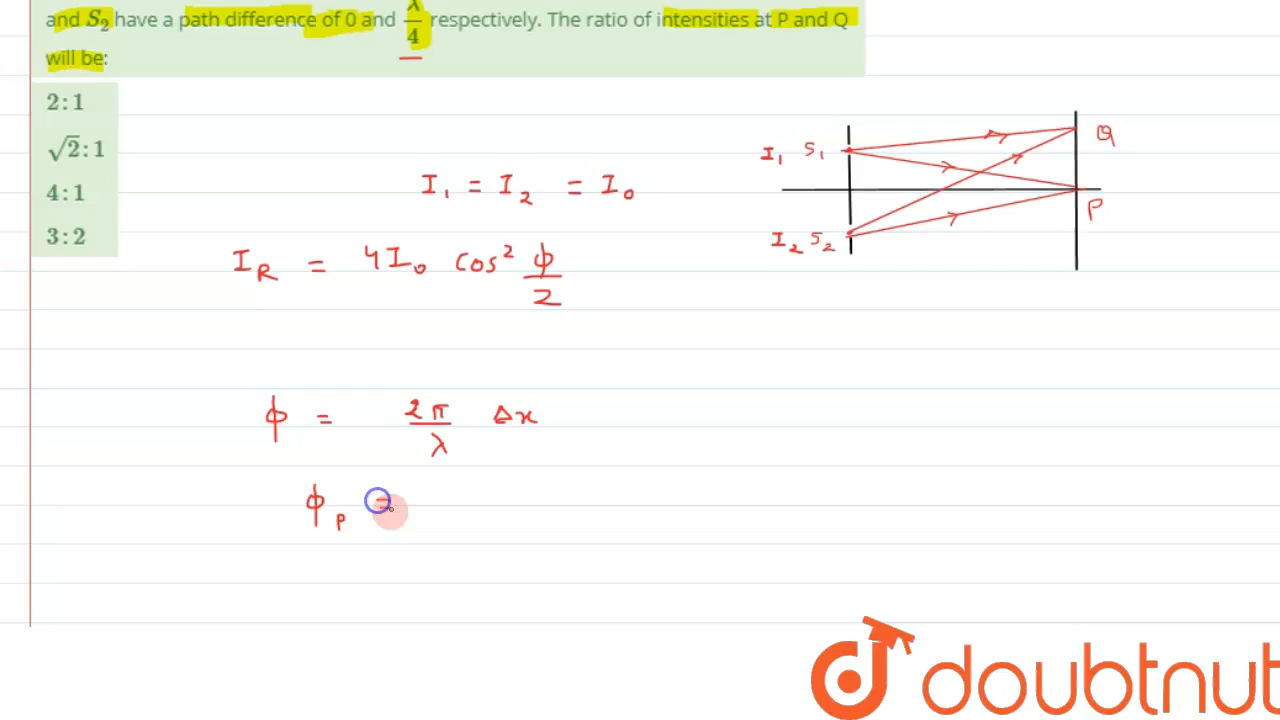 and S₂ have a path difference of 0 and λ/4 respectively. The ratio of intensities at P and Q
will be:
2 : 1
√2 : 1
4 : 1
3 : 2
I₁ = I₂ = I₀
I_R = 4I₀ cos² ϕ/2
ϕ = 2π/λ Δx
ϕ_P =
I₁ S₁
Q
P
I₂ S₂
doubtnut